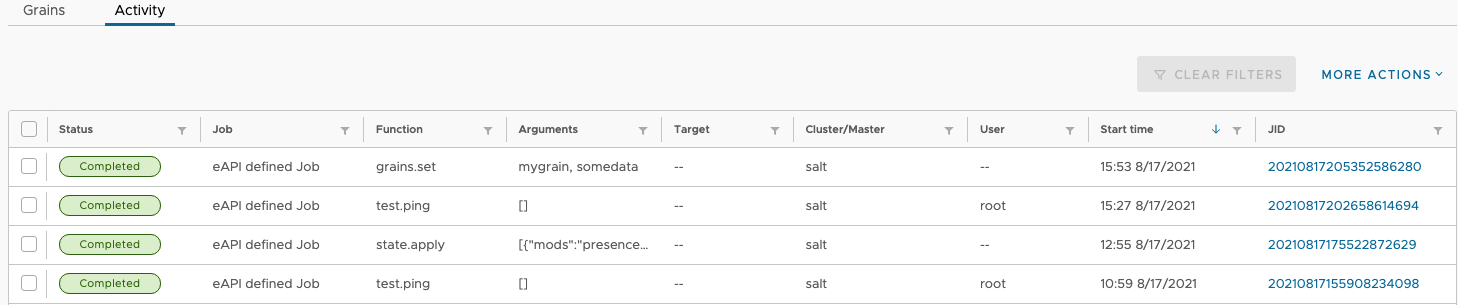 Grains Activity
CLEAR FILTERS MORE ACTIONS
Status Job Function Arguments Target Cluster/Master User Start time JID
Completed eAPI defined Job grains.set mygrain, somedata -- salt -- 15:53 8/17/2021 20210817205352586280
Completed eAPI defined Job test.ping [] -- salt root 15:27 8/17/2021 20210817202658614694
Completed eAPI defined Job state.apply [{"mods":"presence... -- salt -- 12:55 8/17/2021 20210817175522872629
Completed eAPI defined Job test.ping [] -- salt root 10:59 8/17/2021 20210817155908234098